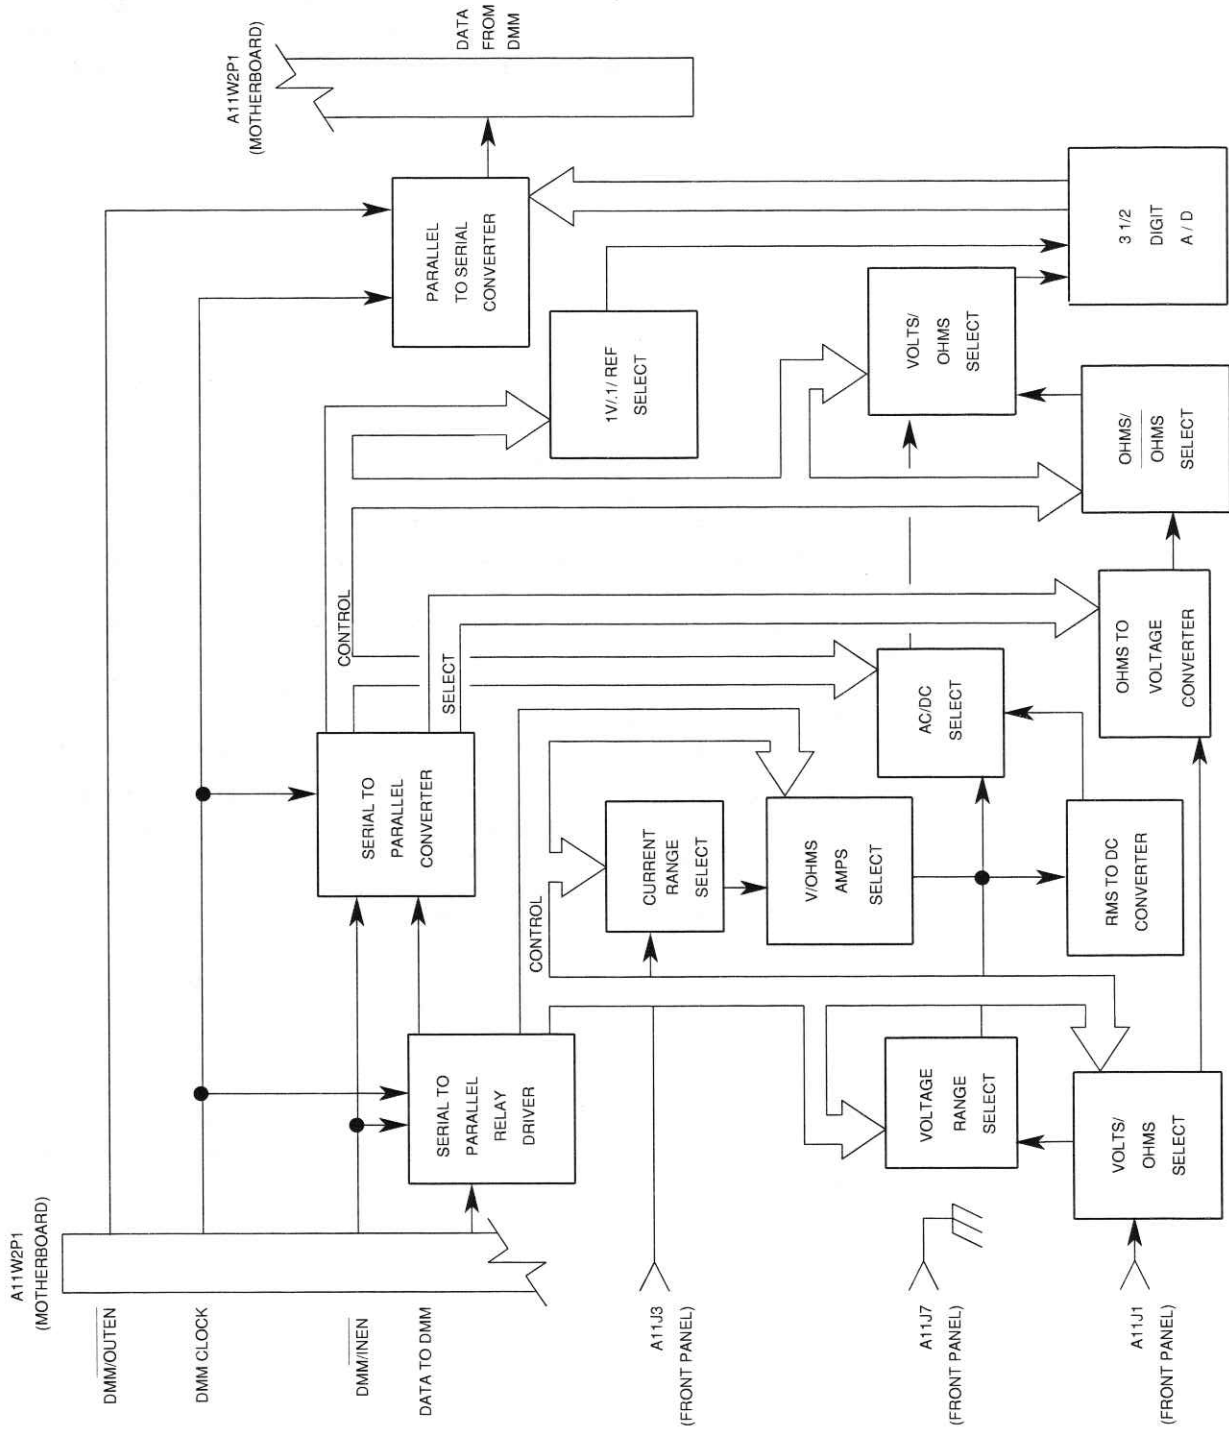 A11W2P1
(MOTHERBOARD)
DMM/OUTEN
DMM CLOCK
DMM/INEN
DATA TO DMM
A11J3
(FRONT PANEL)
A11J7
(FRONT PANEL)
A11J1
(FRONT PANEL)
SERIAL TO
PARALLEL
RELAY
DRIVER
VOLTAGE
RANGE
SELECT
VOLTS/
OHMS
SELECT
CONTROL
SERIAL TO
PARALLEL
CONVERTER
CURRENT
RANGE
SELECT
V/OHMS
AMPS
SELECT
RMS TO DC
CONVERTER
CONTROL
SELECT
AC/DC
SELECT
OHMS TO
VOLTAGE
CONVERTER
PARALLEL
TO SERIAL
CONVERTER
1V/.1/ REF
SELECT
VOLTS/
OHMS
SELECT
OHMS/
OHMS
SELECT
A11W2P1
(MOTHERBOARD)
DATA
FROM
DMM
3 1/2
DIGIT
A / D